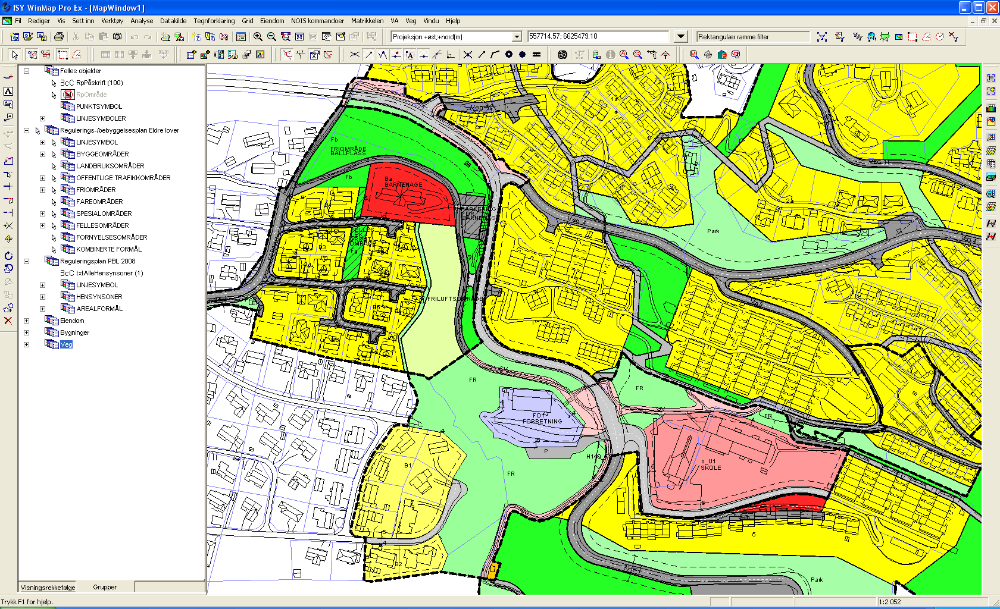 ISY WinMap Pro Ex - [MapWindow1]
Fil Rediger Vis Sett inn Verktøy Analyse Datakilde Tegnforklaring Grid Eiendom NOIS kommandoer Matrikkelen VA Veg Vindu Hjelp
Projeksjon +øst;+nord(m) 557714.57; 6625479.10 Rektangulær ramme filter
Felles objekter
RpPåskrift (100)
RpOmråde
PUNKTSYMBOL
LINJESYMBOLER
Regulerings-/bebyggelsesplan Eldre lover
LINJESYMBOL
BYGGEOMRÅDER
LANDBRUKSOMRÅDER
OFFENTLIGE TRAFIKKOMRÅDER
FRIOMRÅDER
FAREOMRÅDER
SPESIALOMRÅDER
FELLESOMRÅDER
FORNYELSESOMRÅDER
KOMBINERTE FORMÅL
Reguleringsplan PBL 2008
txtAlleHensynsoner (1)
LINJESYMBOL
HENSYNSONER
AREALFORMÅL
Eiendom
Bygninger
Veg
Visningsrekkefølge Grupper
Fb
FRIOMRÅDE
BALLPLASS
Fb
Ba
BARNEHAGE
PARKERING
FOR
BARNEHAGE
Veg 4
Park
B3
FELLES
OMRÅDE
Fg
FRILUFTSOMRÅDE
FR
FR
FR
FO1
FORRETNING
P
H140
o_U1
SKOLE
B1
FR
B2
5
Park
Trykk F1 for hjelp. 1:2 052